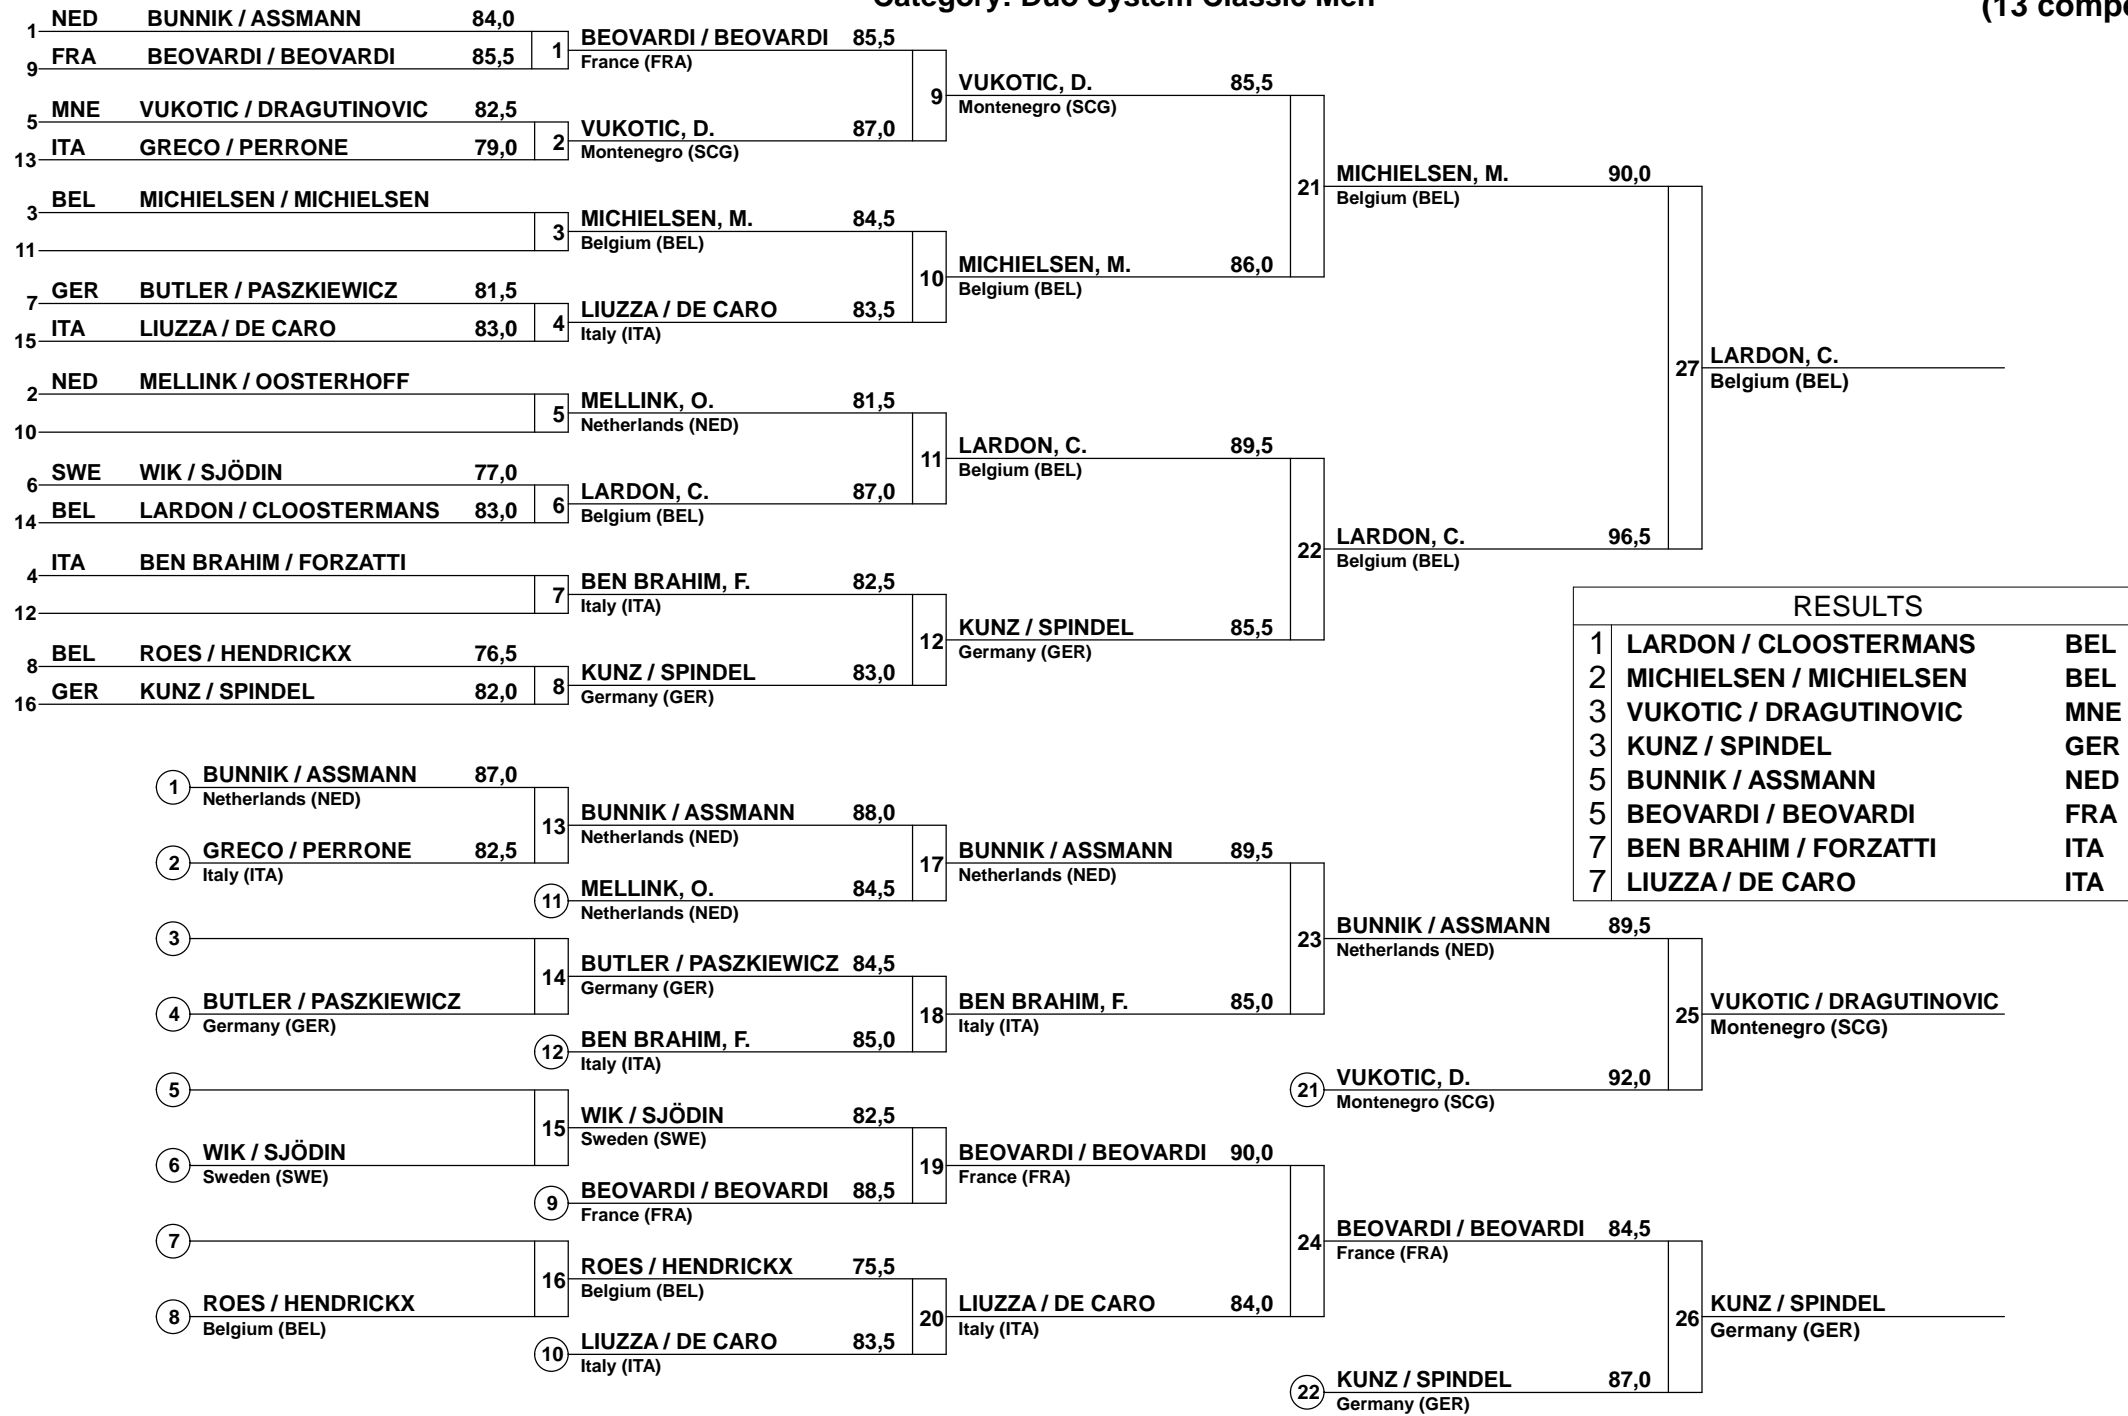 Category: Duo System Classic Men
(13 compe
1 NED BUNNIK / ASSMANN 84,0
9 FRA BEOVARDI / BEOVARDI 85,5
1 BEOVARDI / BEOVARDI 85,5
France (FRA)
5 MNE VUKOTIC / DRAGUTINOVIC 82,5
13 ITA GRECO / PERRONE 79,0
2 VUKOTIC, D. 87,0
Montenegro (SCG)
9 VUKOTIC, D. 85,5
Montenegro (SCG)
3 BEL MICHIELSEN / MICHIELSEN
11
3 MICHIELSEN, M. 84,5
Belgium (BEL)
7 GER BUTLER / PASZKIEWICZ 81,5
15 ITA LIUZZA / DE CARO 83,0
4 LIUZZA / DE CARO 83,5
Italy (ITA)
10 MICHIELSEN, M. 86,0
Belgium (BEL)
21 MICHIELSEN, M. 90,0
Belgium (BEL)
2 NED MELLINK / OOSTERHOFF
10
5 MELLINK, O. 81,5
Netherlands (NED)
6 SWE WIK / SJÖDIN 77,0
14 BEL LARDON / CLOOSTERMANS 83,0
6 LARDON, C. 87,0
Belgium (BEL)
11 LARDON, C. 89,5
Belgium (BEL)
4 ITA BEN BRAHIM / FORZATTI
12
7 BEN BRAHIM, F. 82,5
Italy (ITA)
8 BEL ROES / HENDRICKX 76,5
16 GER KUNZ / SPINDEL 82,0
8 KUNZ / SPINDEL 83,0
Germany (GER)
12 KUNZ / SPINDEL 85,5
Germany (GER)
22 LARDON, C. 96,5
Belgium (BEL)
27 LARDON, C.
Belgium (BEL)
RESULTS
1 LARDON / CLOOSTERMANS BEL
2 MICHIELSEN / MICHIELSEN BEL
3 VUKOTIC / DRAGUTINOVIC MNE
3 KUNZ / SPINDEL GER
5 BUNNIK / ASSMANN NED
5 BEOVARDI / BEOVARDI FRA
7 BEN BRAHIM / FORZATTI ITA
7 LIUZZA / DE CARO ITA
1 BUNNIK / ASSMANN 87,0
Netherlands (NED)
2 GRECO / PERRONE 82,5
Italy (ITA)
13 BUNNIK / ASSMANN 88,0
Netherlands (NED)
11 MELLINK, O. 84,5
Netherlands (NED)
17 BUNNIK / ASSMANN 89,5
Netherlands (NED)
3
4 BUTLER / PASZKIEWICZ
Germany (GER)
14 BUTLER / PASZKIEWICZ 84,5
Germany (GER)
12 BEN BRAHIM, F. 85,0
Italy (ITA)
18 BEN BRAHIM, F. 85,0
Italy (ITA)
23 BUNNIK / ASSMANN 89,5
Netherlands (NED)
21 VUKOTIC, D. 92,0
Montenegro (SCG)
25 VUKOTIC / DRAGUTINOVIC
Montenegro (SCG)
5
6 WIK / SJÖDIN
Sweden (SWE)
15 WIK / SJÖDIN 82,5
Sweden (SWE)
9 BEOVARDI / BEOVARDI 88,5
France (FRA)
19 BEOVARDI / BEOVARDI 90,0
France (FRA)
7
8 ROES / HENDRICKX
Belgium (BEL)
16 ROES / HENDRICKX 75,5
Belgium (BEL)
10 LIUZZA / DE CARO 83,5
Italy (ITA)
20 LIUZZA / DE CARO 84,0
Italy (ITA)
24 BEOVARDI / BEOVARDI 84,5
France (FRA)
22 KUNZ / SPINDEL 87,0
Germany (GER)
26 KUNZ / SPINDEL
Germany (GER)